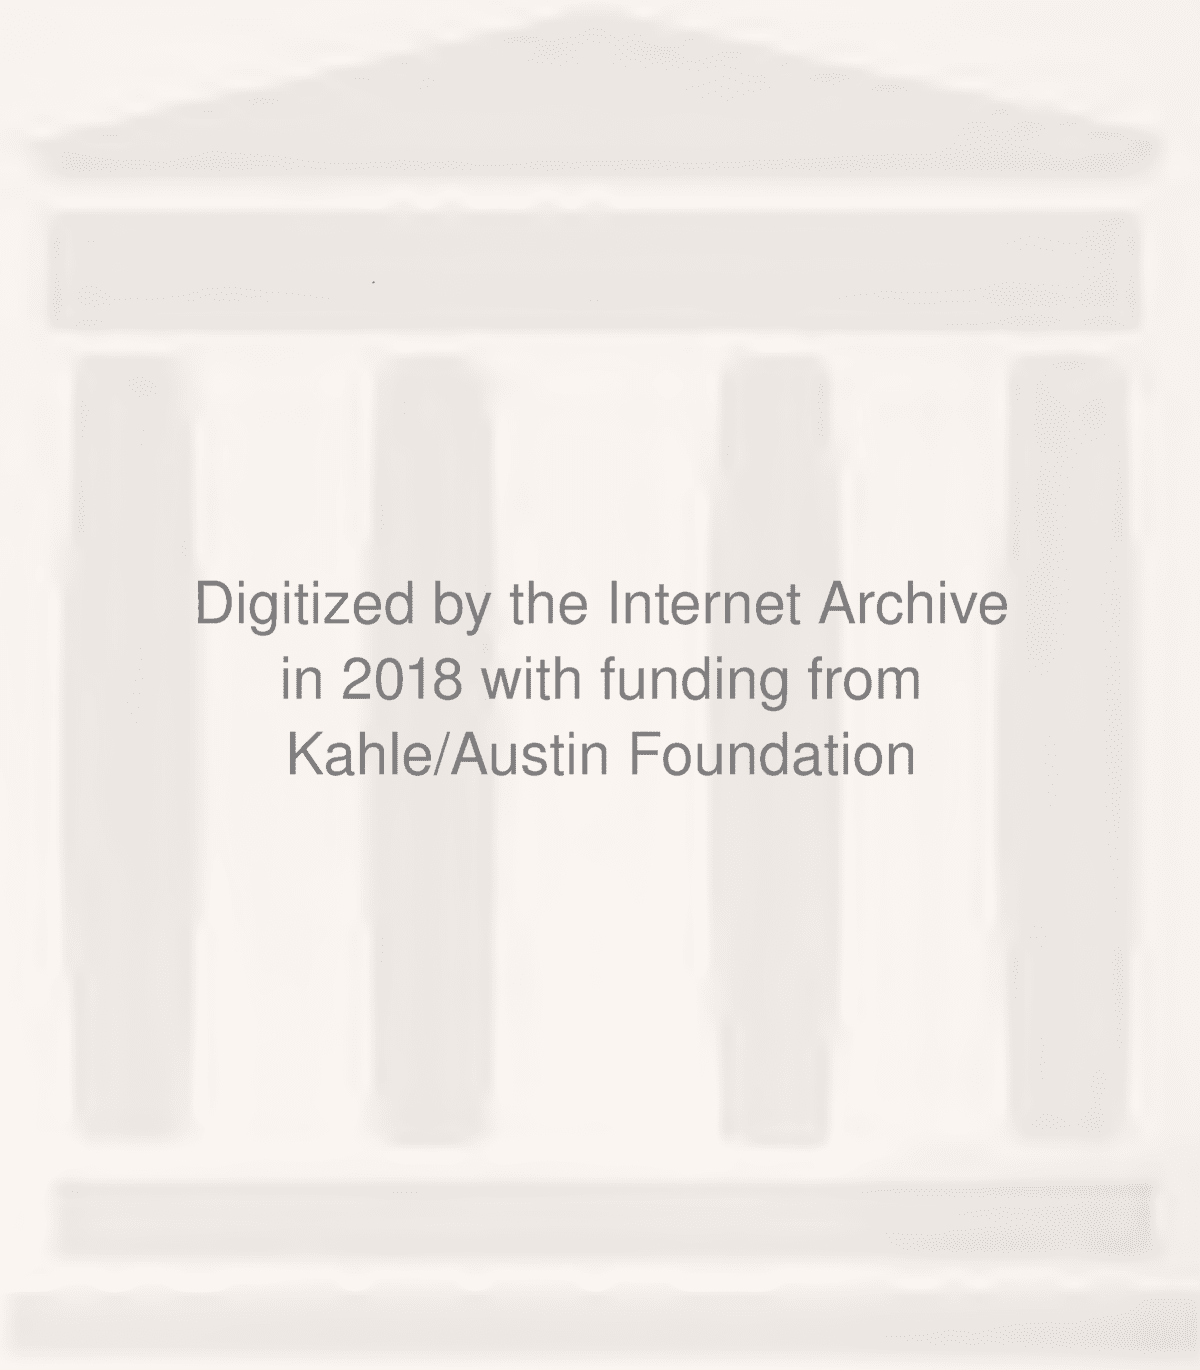 Digitized by the Internet Archive
in 2018 with funding from
Kahle/Austin Foundation